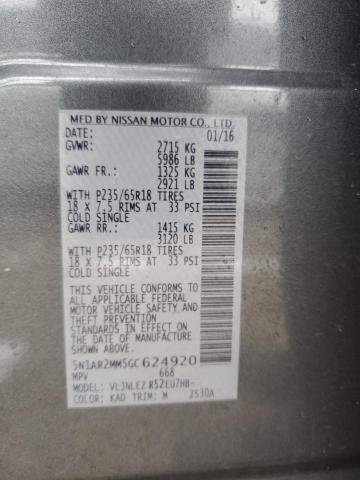 MFD BY NISSAN MOTOR CO., LTD.
DATE: 01/16
GVWR: 2715 KG
5986 LB
GAWR FR.: 1325 KG
2921 LB
WITH P235/65R18 TIRES
18 X 7.5 RIMS AT 33 PSI
COLD SINGLE
GAWR RR.: 1415 KG
3120 LB
WITH P235/65R18 TIRES
18 X 7.5 RIMS AT 33 PSI
COLD SINGLE
THIS VEHICLE CONFORMS TO
ALL APPLICABLE FEDERAL
MOTOR VEHICLE SAFETY AND
THEFT PREVENTION
STANDARDS IN EFFECT ON
THE DATE OF MANUFACTURE
SHOWN ABOVE.
5N1AR2MM5GC624920
MPV 668
MODEL: VL3NLEZ R52EU7HB-
COLOR: KAD TRIM: M 2530A